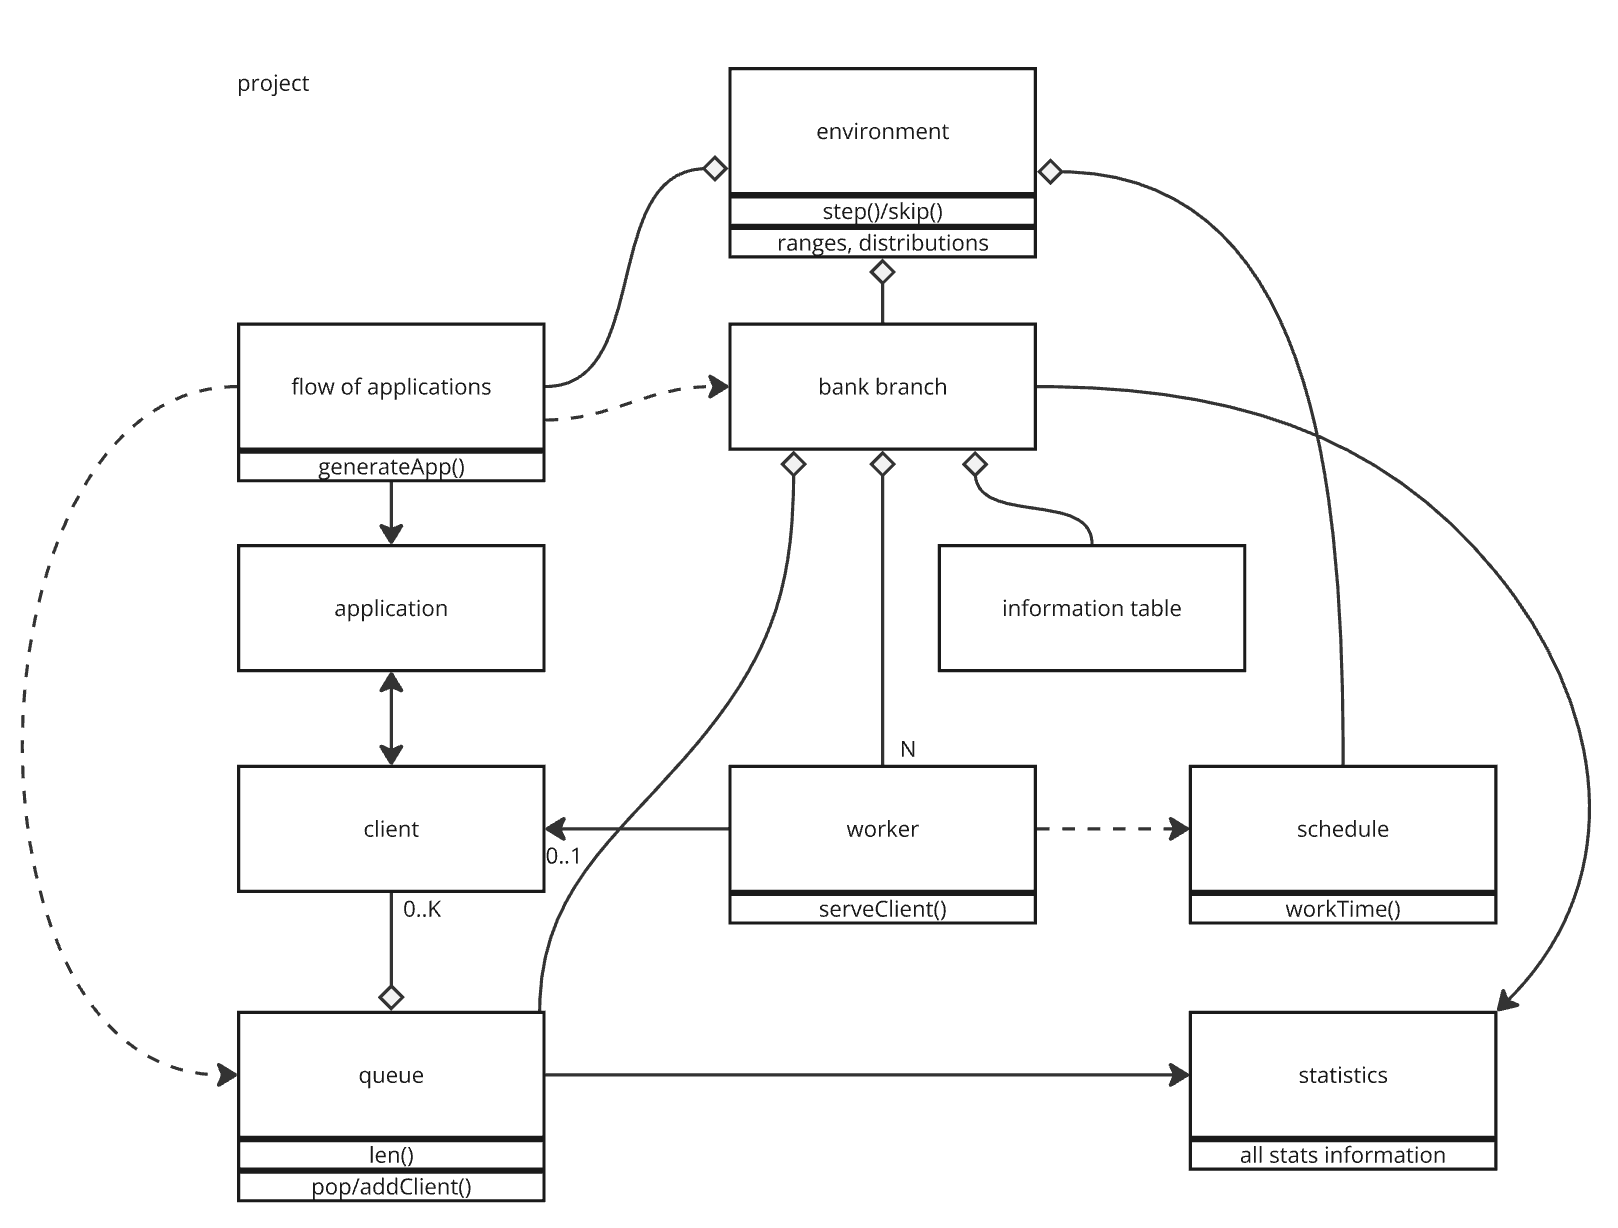 project
environment
step()/skip()
ranges, distributions
flow of applications
generateApp()
bank branch
application
information table
N
client
0..1
worker
serveClient()
schedule
workTime()
0..K
queue
len()
pop/addClient()
statistics
all stats information